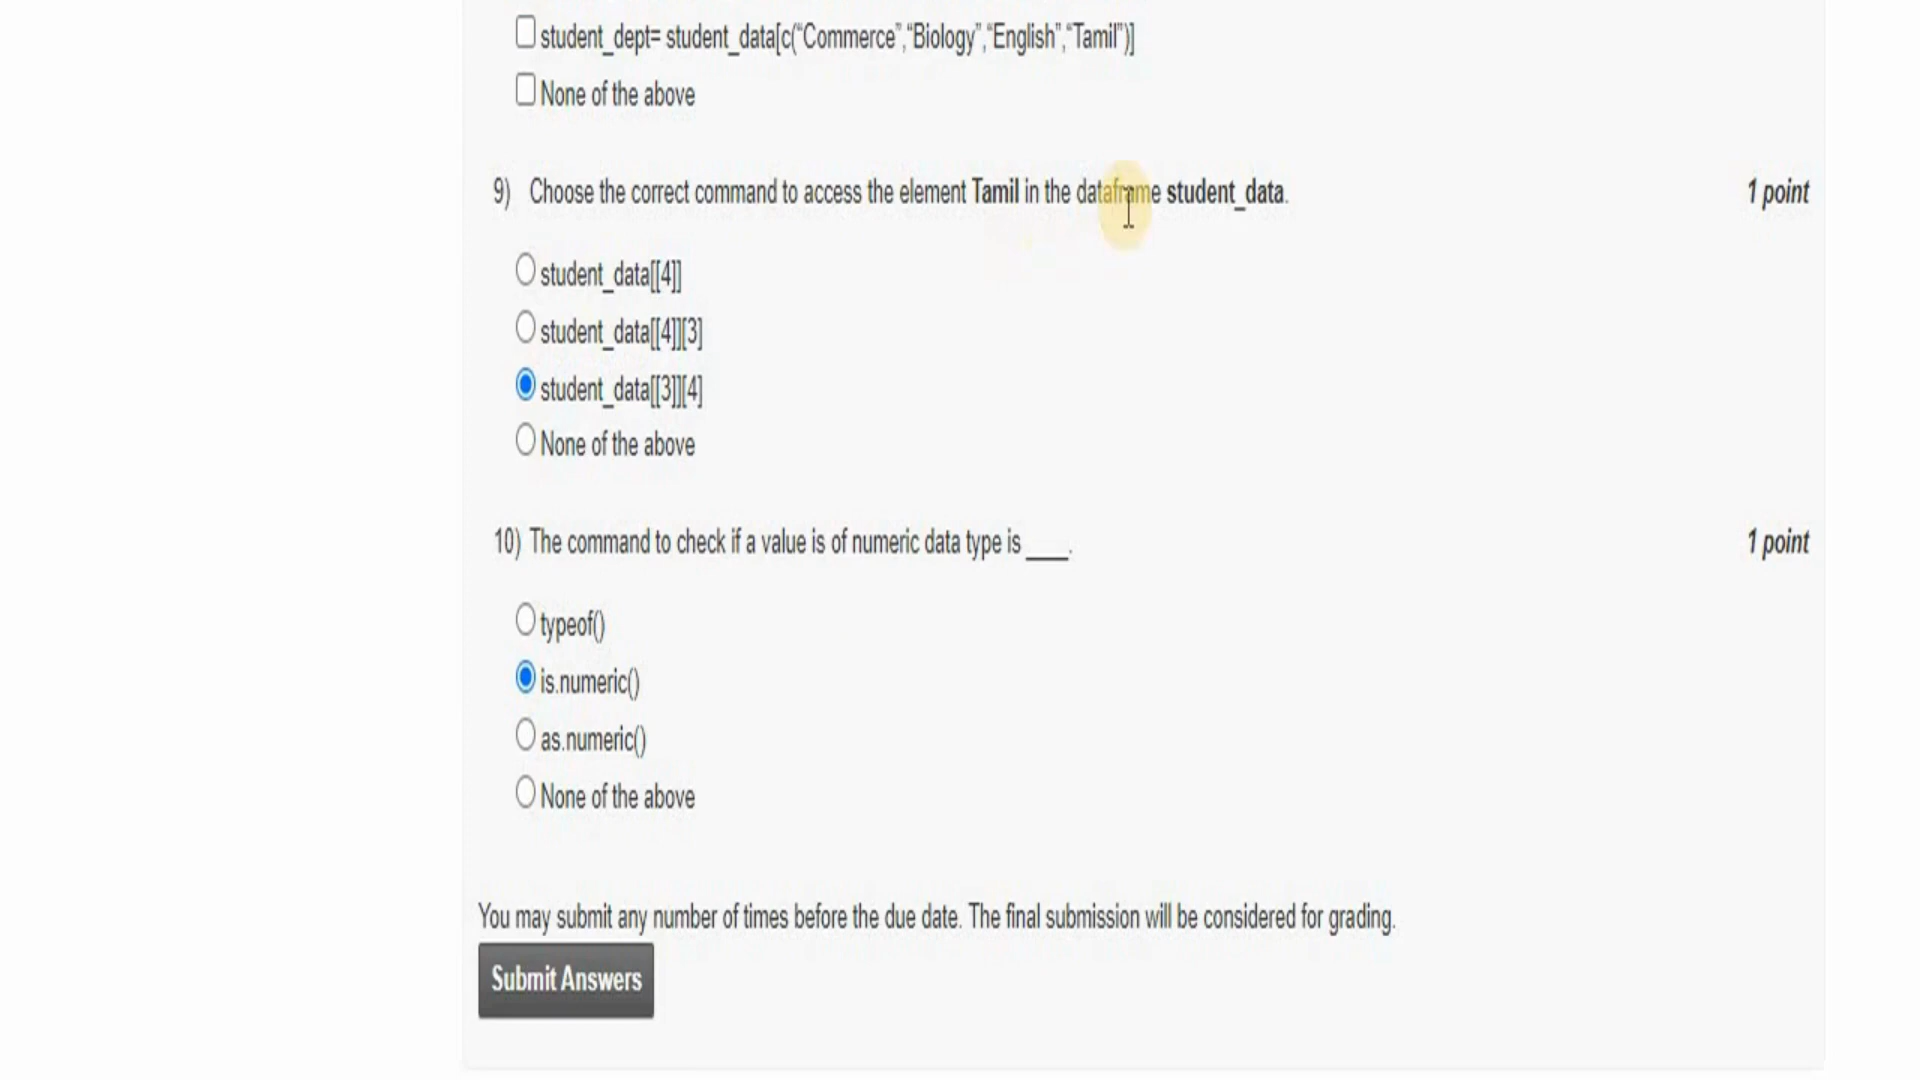 student_dept= student_data[c(“Commerce”,“Biology”,“English”,“Tamil”)]
None of the above
9) Choose the correct command to access the element Tamil in the dataframe student_data.
1 point
student_data[[4]]
student_data[[4]][3]
student_data[[3]][4]
None of the above
10) The command to check if a value is of numeric data type is ____.
1 point
typeof()
is.numeric()
as.numeric()
None of the above
You may submit any number of times before the due date. The final submission will be considered for grading.
Submit Answers